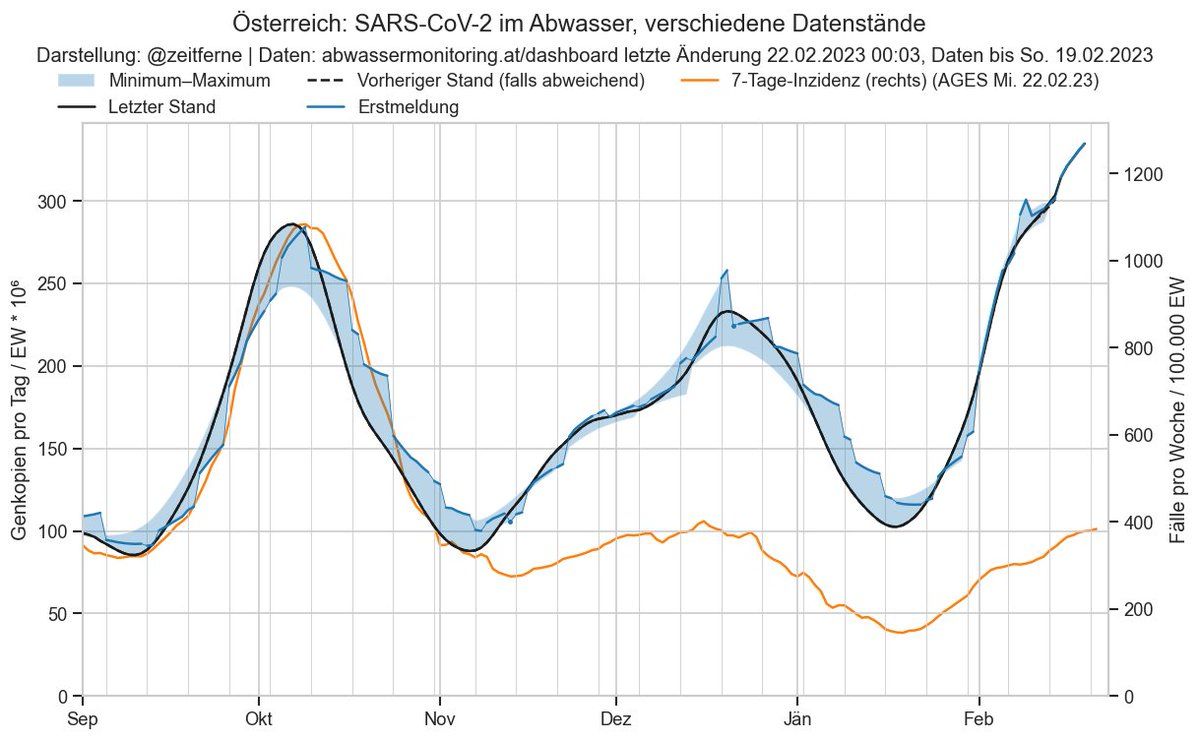 Österreich: SARS-CoV-2 im Abwasser, verschiedene Datenstände
Darstellung: @zeitferne | Daten: abwassermonitoring.at/dashboard letzte Änderung 22.02.2023 00:03, Daten bis So. 19.02.2023
Minimum–Maximum
Vorheriger Stand (falls abweichend)
7-Tage-Inzidenz (rechts) (AGES Mi. 22.02.23)
Letzter Stand
Erstmeldung
Genkopien pro Tag / EW * 10⁶
300
250
200
150
100
50
0
1200
1000
800
600
400
200
0
Fälle pro Woche / 100.000 EW
Sep
Okt
Nov
Dez
Jän
Feb